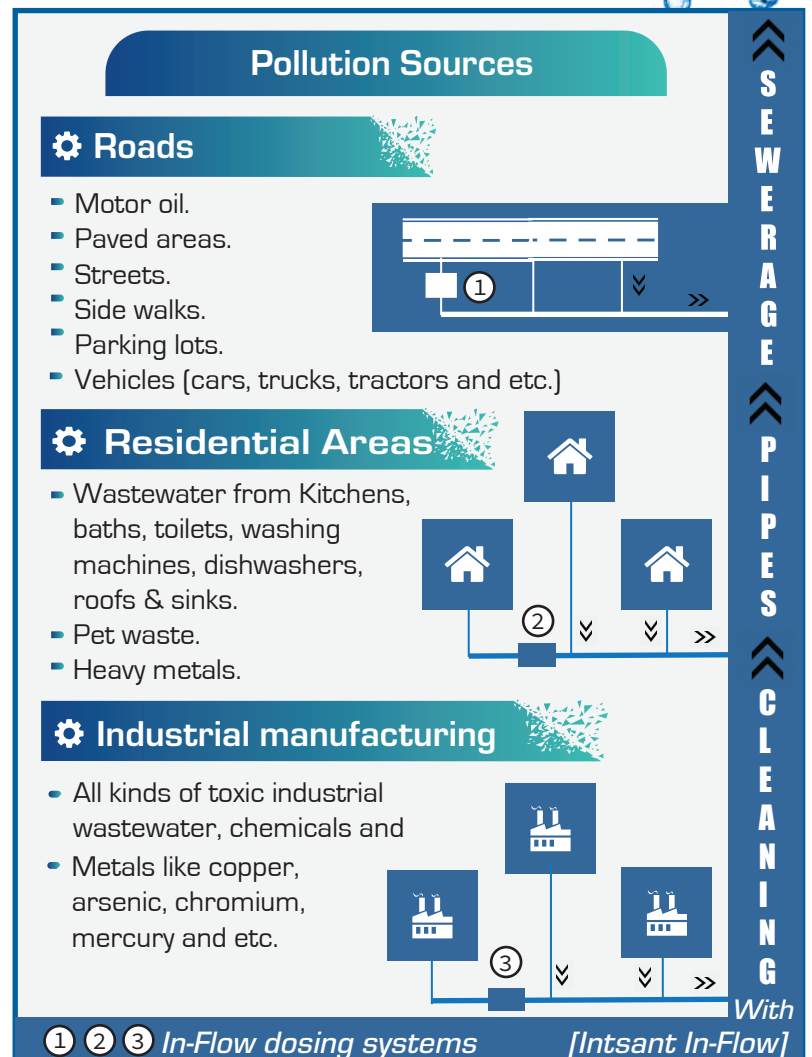 Pollution Sources
Roads
Motor oil.
Paved areas.
Streets.
Side walks.
Parking lots.
Vehicles (cars, trucks, tractors and etc.)
1
Residential Areas
Wastewater from Kitchens,
baths, toilets, washing
machines, dishwashers,
roofs & sinks.
Pet waste.
Heavy metals.
2
Industrial manufacturing
All kinds of toxic industrial
wastewater, chemicals and
Metals like copper,
arsenic, chromium,
mercury and etc.
3
SEWERAGE PIPES CLEANING
With
[Intsant In-Flow]
1 2 3 In-Flow dosing systems